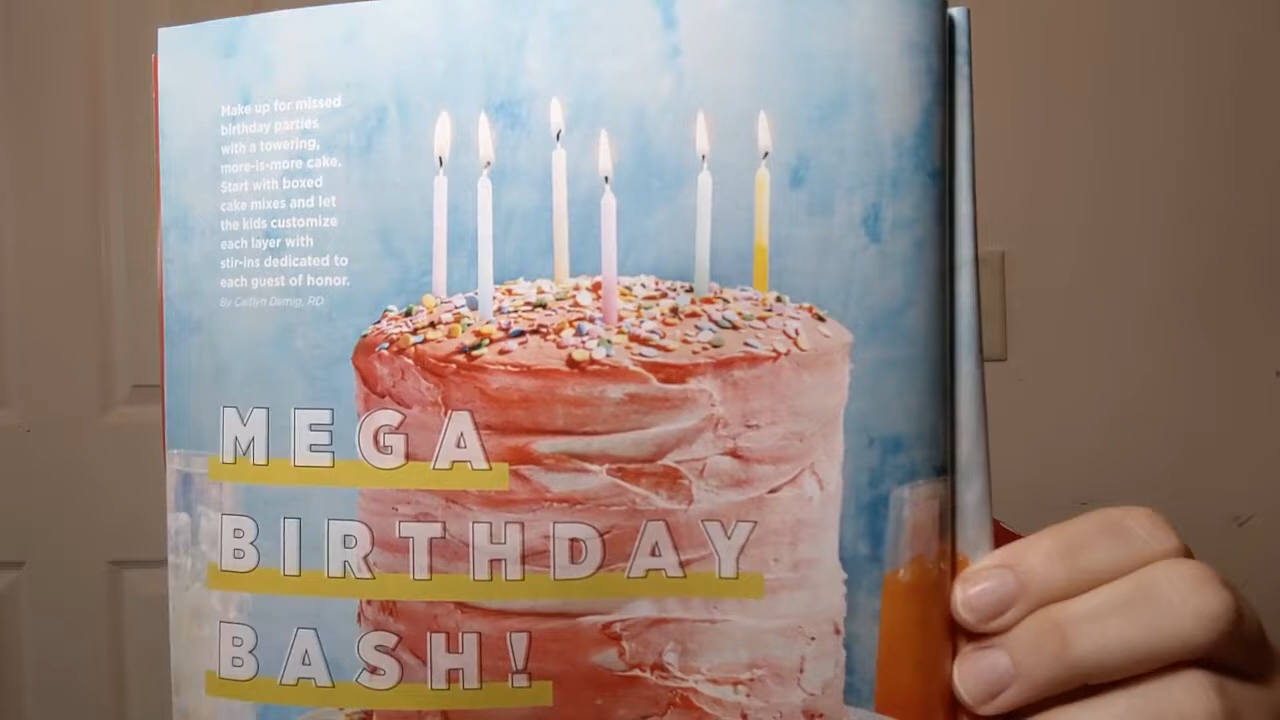 Make up for missed
birthday parties
with a towering,
more-is-more cake.
Start with boxed
cake mixes and let
the kids customize
each layer with
stir-ins dedicated to
each guest of honor.
By Caitlyn Demig, RD
MEGA
BIRTHDAY
BASH!